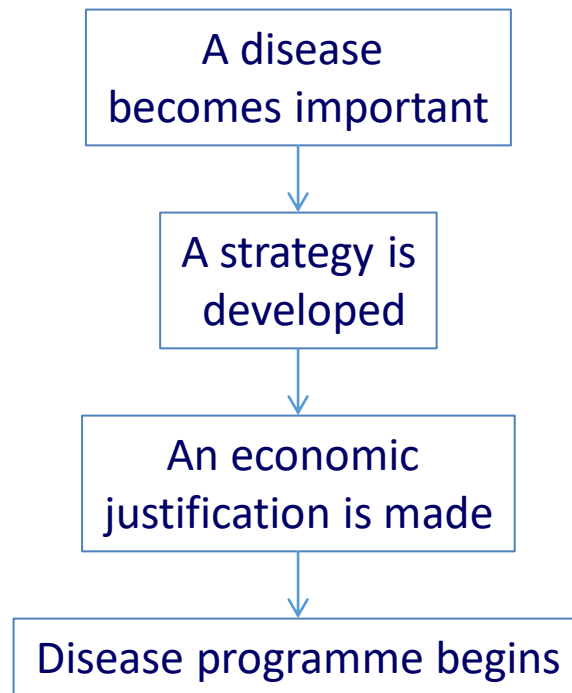 A disease
becomes important
A strategy is
developed
An economic
justification is made
Disease programme begins